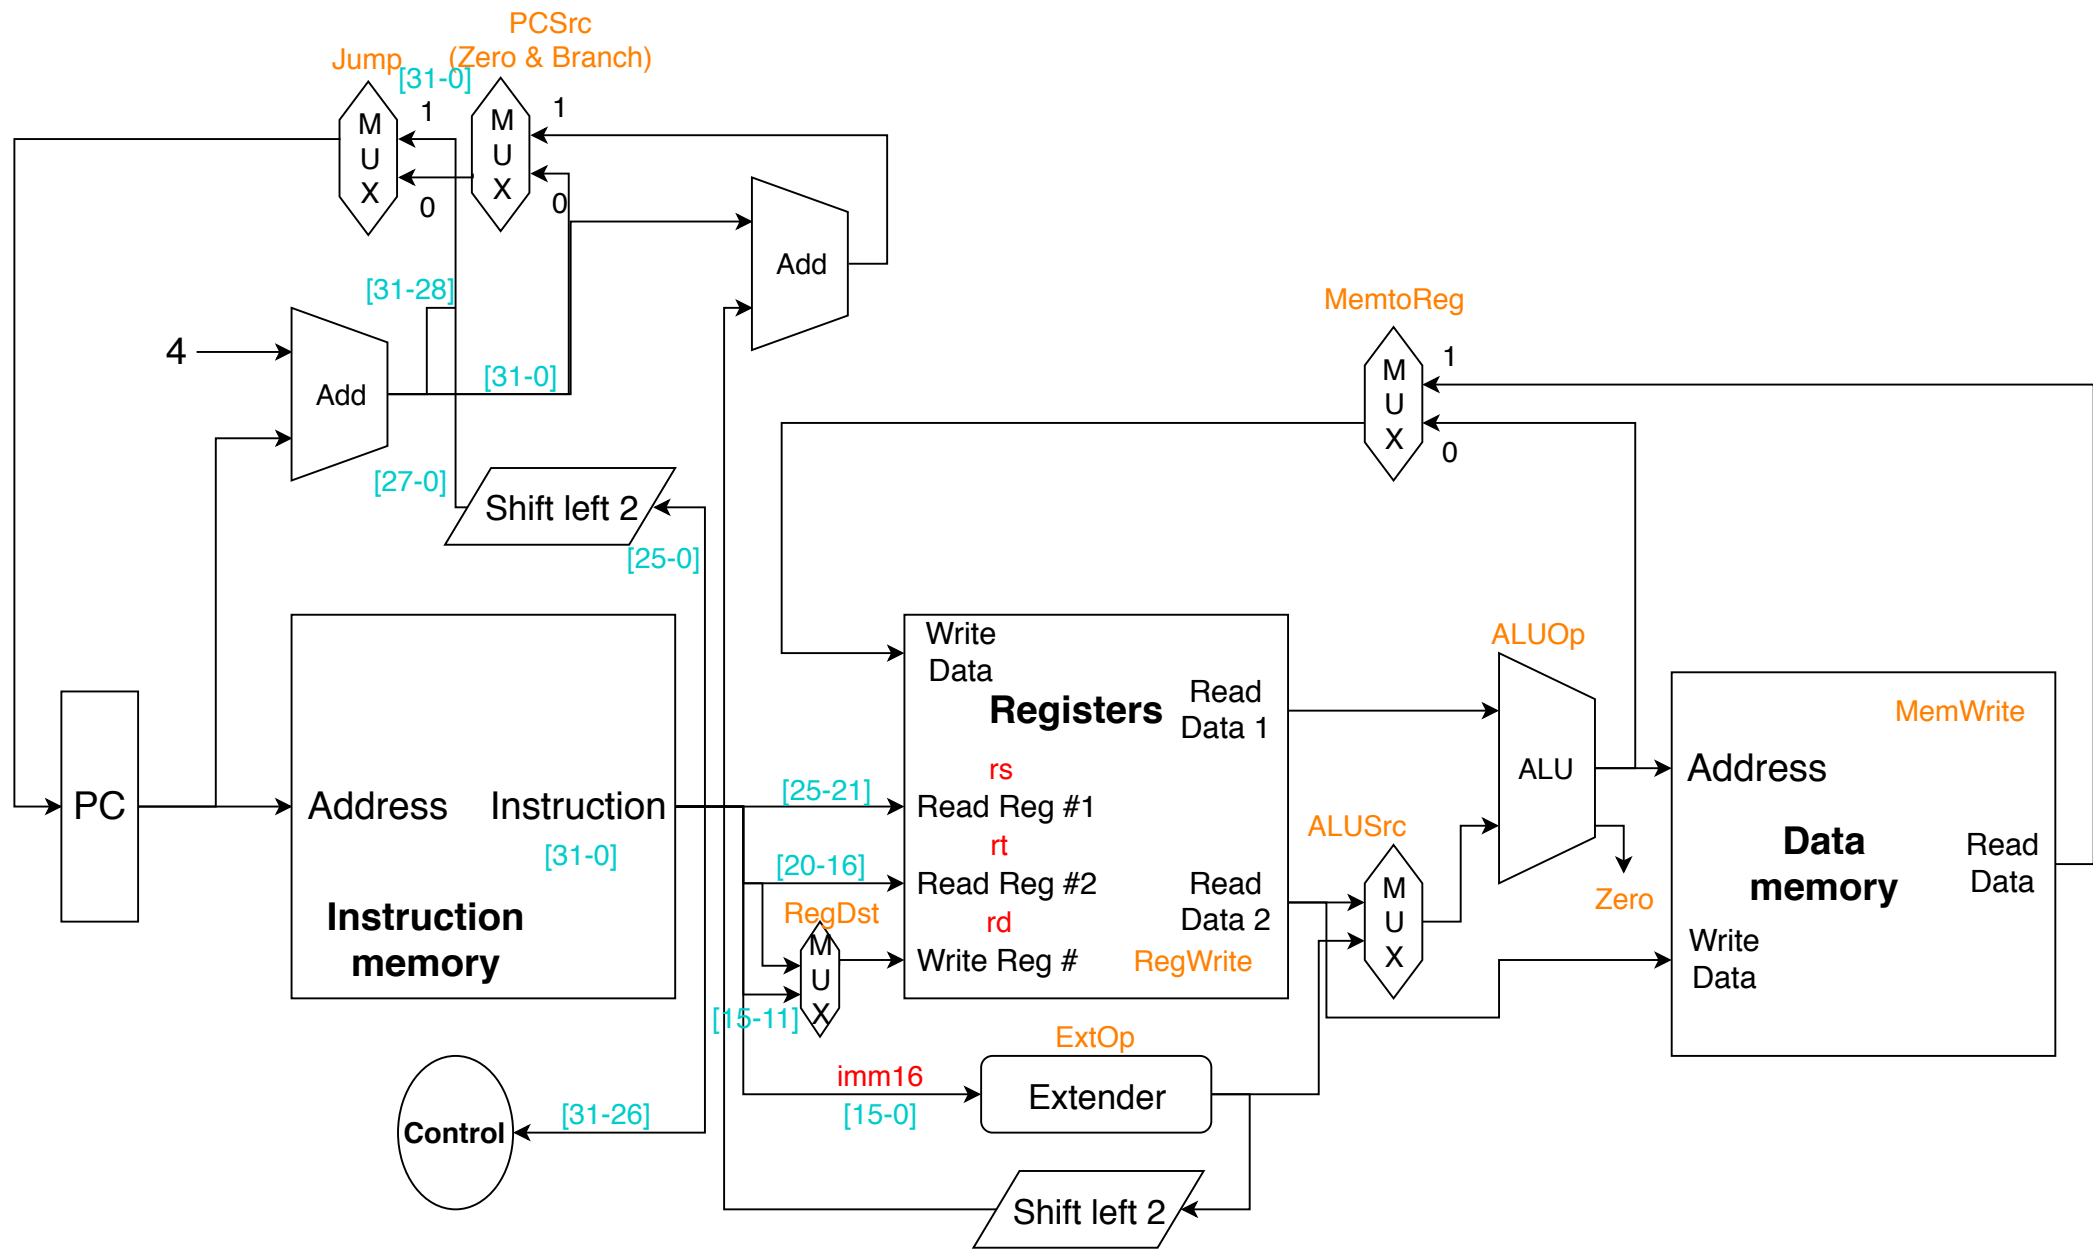 PCSrc
(Zero & Branch)
Jump
[31-0]
M
U
X
1
0
M
U
X
1
0
Add
[31-28]
4
Add
[31-0]
[27-0]
Shift left 2
[25-0]
MemtoReg
M
U
X
1
0
PC
Address
Instruction
[31-0]
Instruction
memory
[25-21]
[20-16]
RegDst
M
U
X
[15-11]
Write
Data
Registers
Read
Data 1
rs
Read Reg #1
rt
Read Reg #2
rd
Write Reg #
Read
Data 2
RegWrite
ALUOp
ALU
ALUSrc
M
U
X
Zero
MemWrite
Address
Data
memory
Read
Data
Write
Data
ExtOp
imm16
[15-0]
Extender
Control
[31-26]
Shift left 2